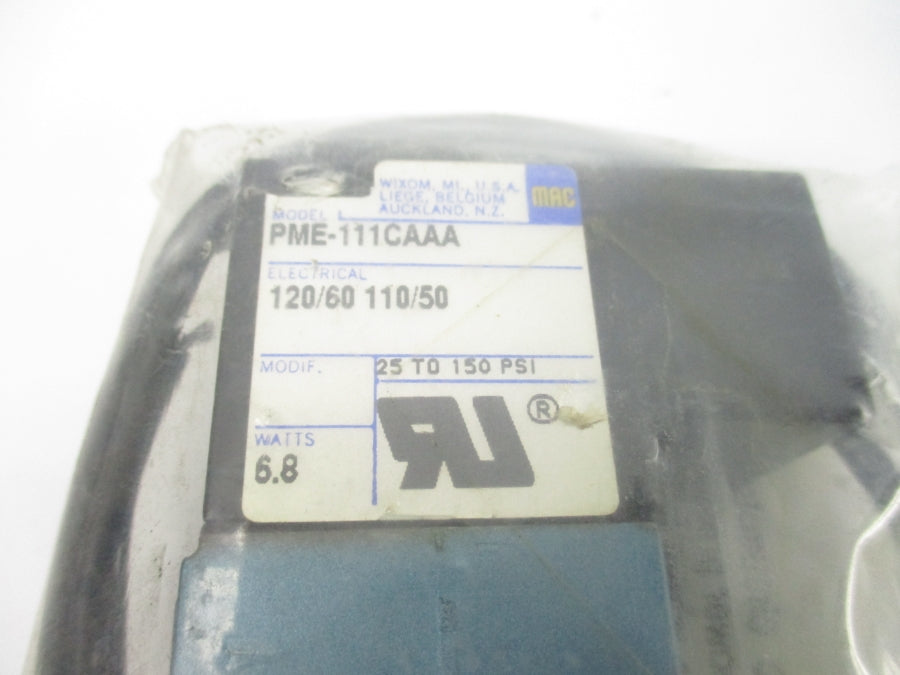 WIXOM, MI., U.S.A.
LIEGE, BELGIUM
AUCKLAND, N.Z.
MAC
MODEL
PME-111CAAA
ELECTRICAL
120/60 110/50
MODIF.
25 TO 150 PSI
WATTS
6.8
UR ®